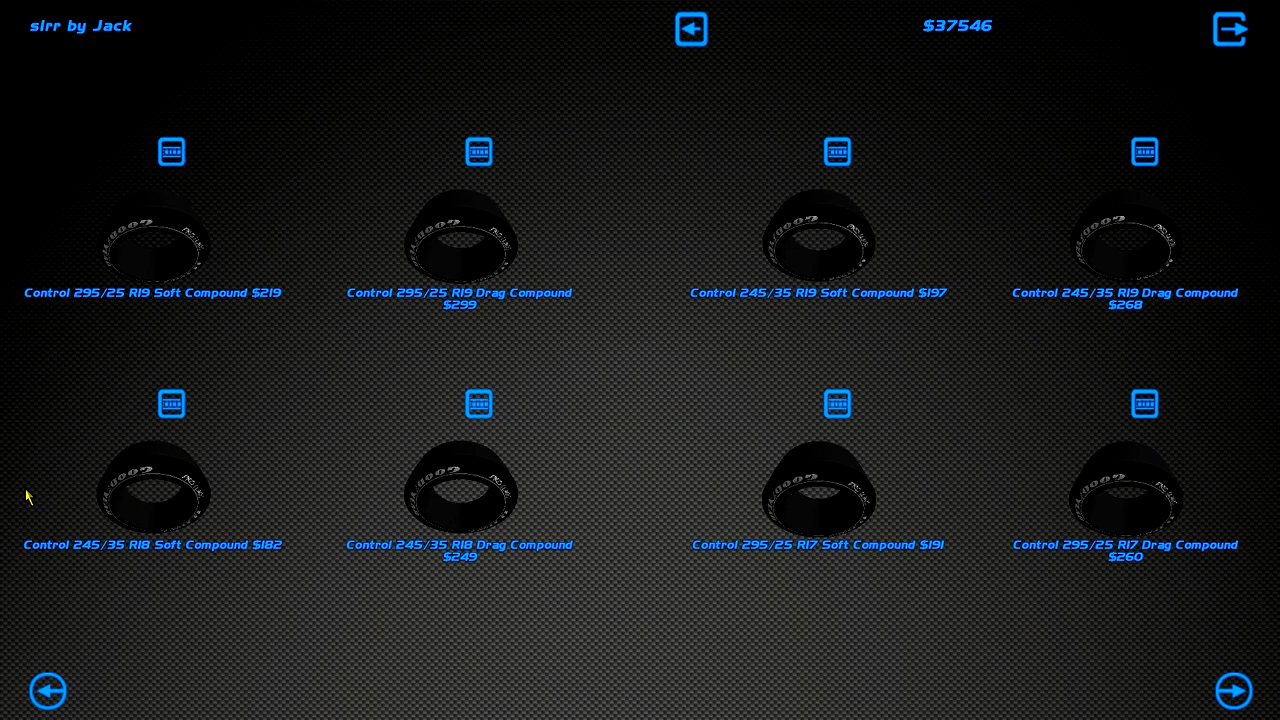 slrr by Jack
$37546
Control 295/25 R19 Soft Compound $219
Control 295/25 R19 Drag Compound
$299
Control 245/35 R19 Soft Compound $197
Control 245/35 R19 Drag Compound
$268
Control 245/35 R18 Soft Compound $182
Control 245/35 R18 Drag Compound
$249
Control 295/25 R17 Soft Compound $191
Control 295/25 R17 Drag Compound
$260